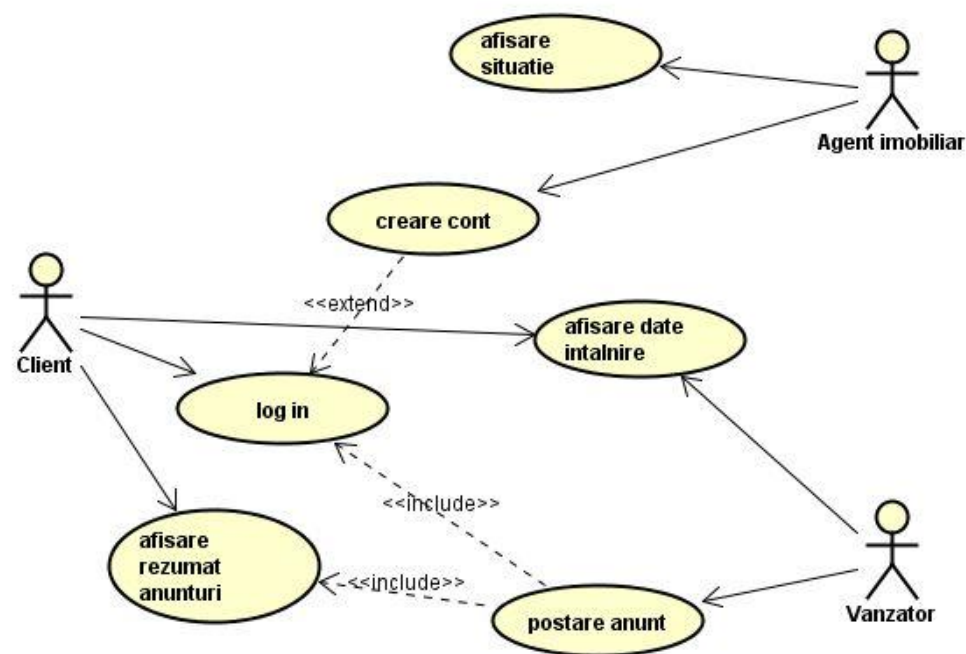 afisare
situatie
Agent imobiliar
creare cont
<<extend>>
afisare date
intalnire
Client
log in
<<include>>
afisare
rezumat
anunturi
<<include>>
postare anunt
Vanzator